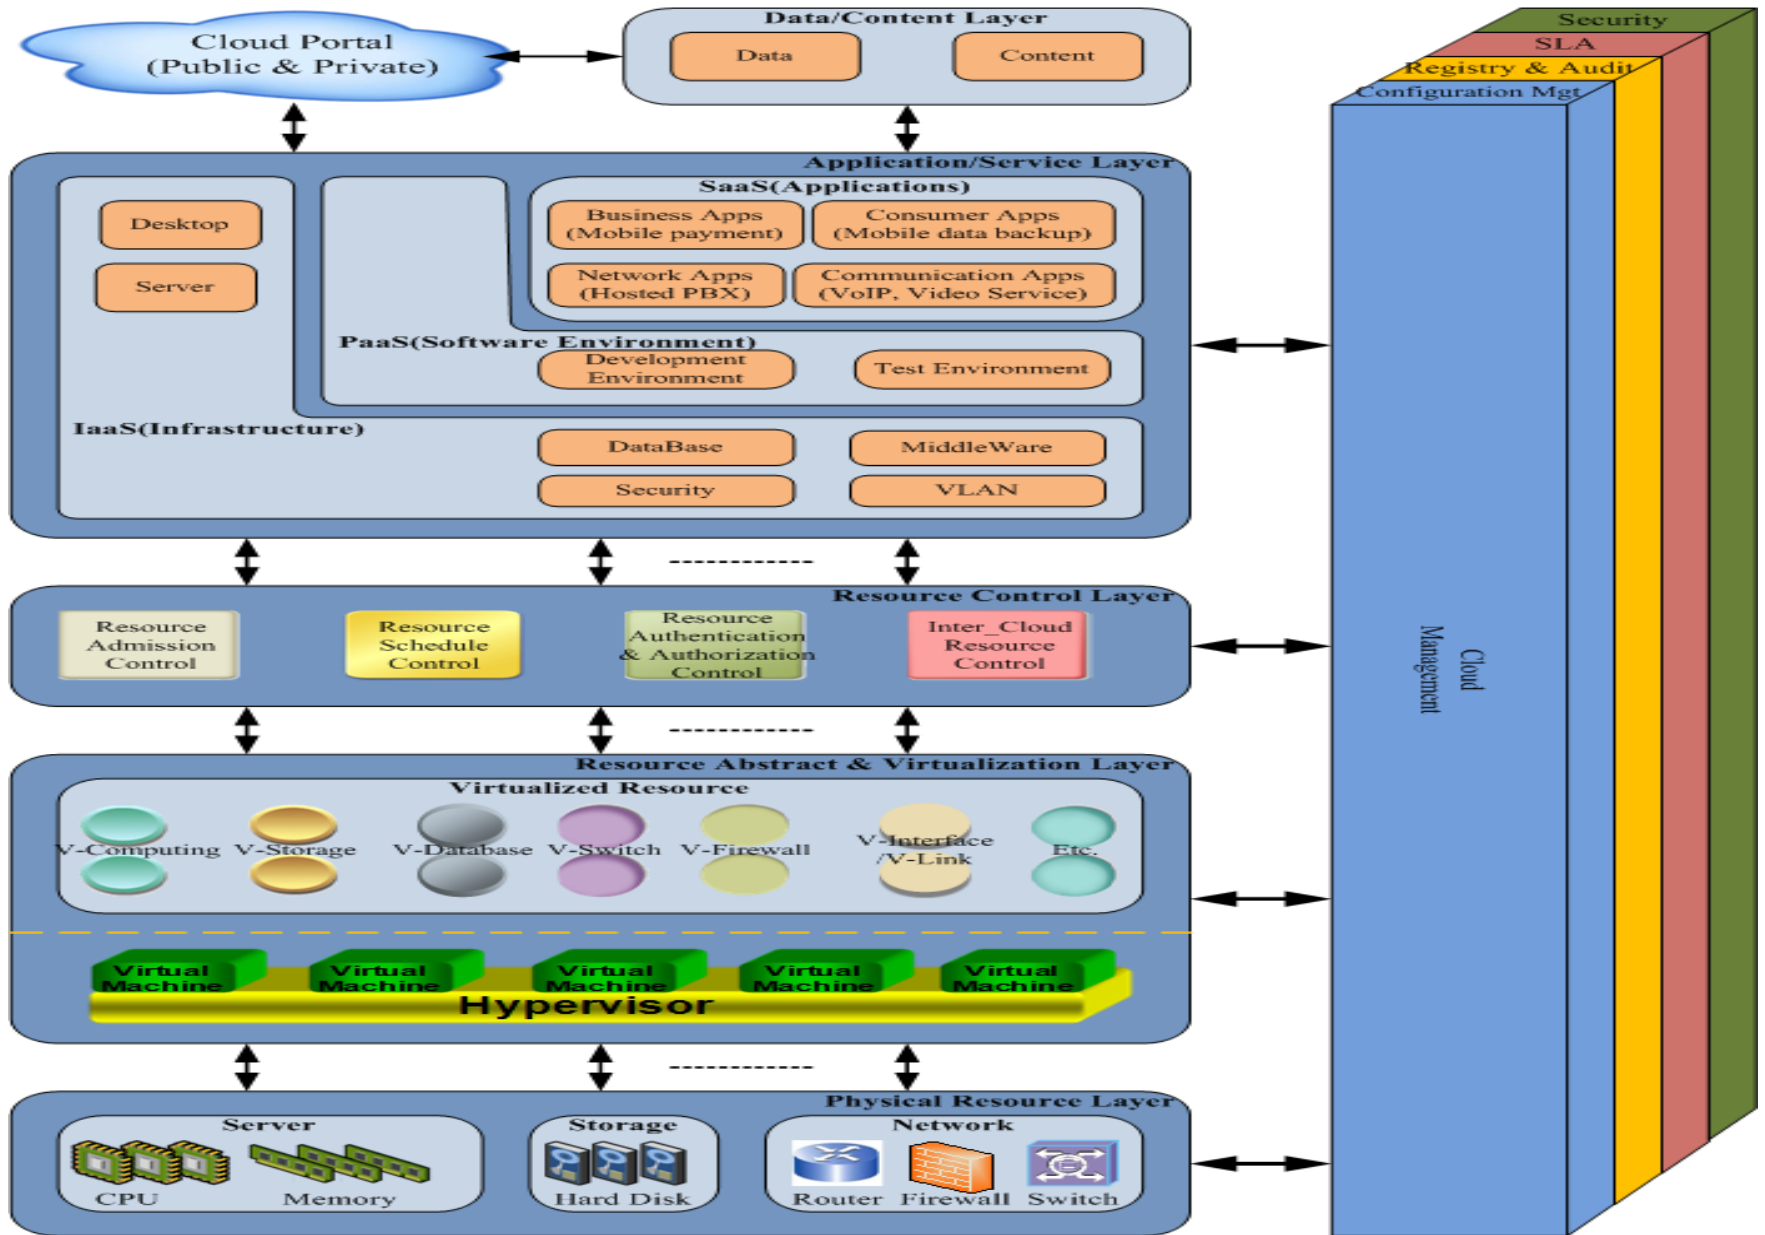 Cloud Portal
(Public & Private)
Data/Content Layer
Data
Content
Security
SLA
Registry & Audit
Configuration Mgt
Application/Service Layer
SaaS(Applications)
Desktop
Server
Business Apps
(Mobile payment)
Consumer Apps
(Mobile data backup)
Network Apps
(Hosted PBX)
Communication Apps
(VoIP, Video Service)
PaaS(Software Environment)
Development
Environment
Test Environment
IaaS(Infrastructure)
DataBase
MiddleWare
Security
VLAN
Resource Control Layer
Resource
Admission
Control
Resource
Schedule
Control
Resource
Authentication
& Authorization
Control
Inter_Cloud
Resource
Control
Cloud
Management
Resource Abstract & Virtualization Layer
Virtualized Resource
V-Computing
V-Storage
V-Database
V-Switch
V-Firewall
V-Interface
/V-Link
Etc.
Virtual
Machine
Virtual
Machine
Virtual
Machine
Virtual
Machine
Virtual
Machine
Hypervisor
Physical Resource Layer
Server
CPU
Memory
Storage
Hard Disk
Network
Router
Firewall
Switch